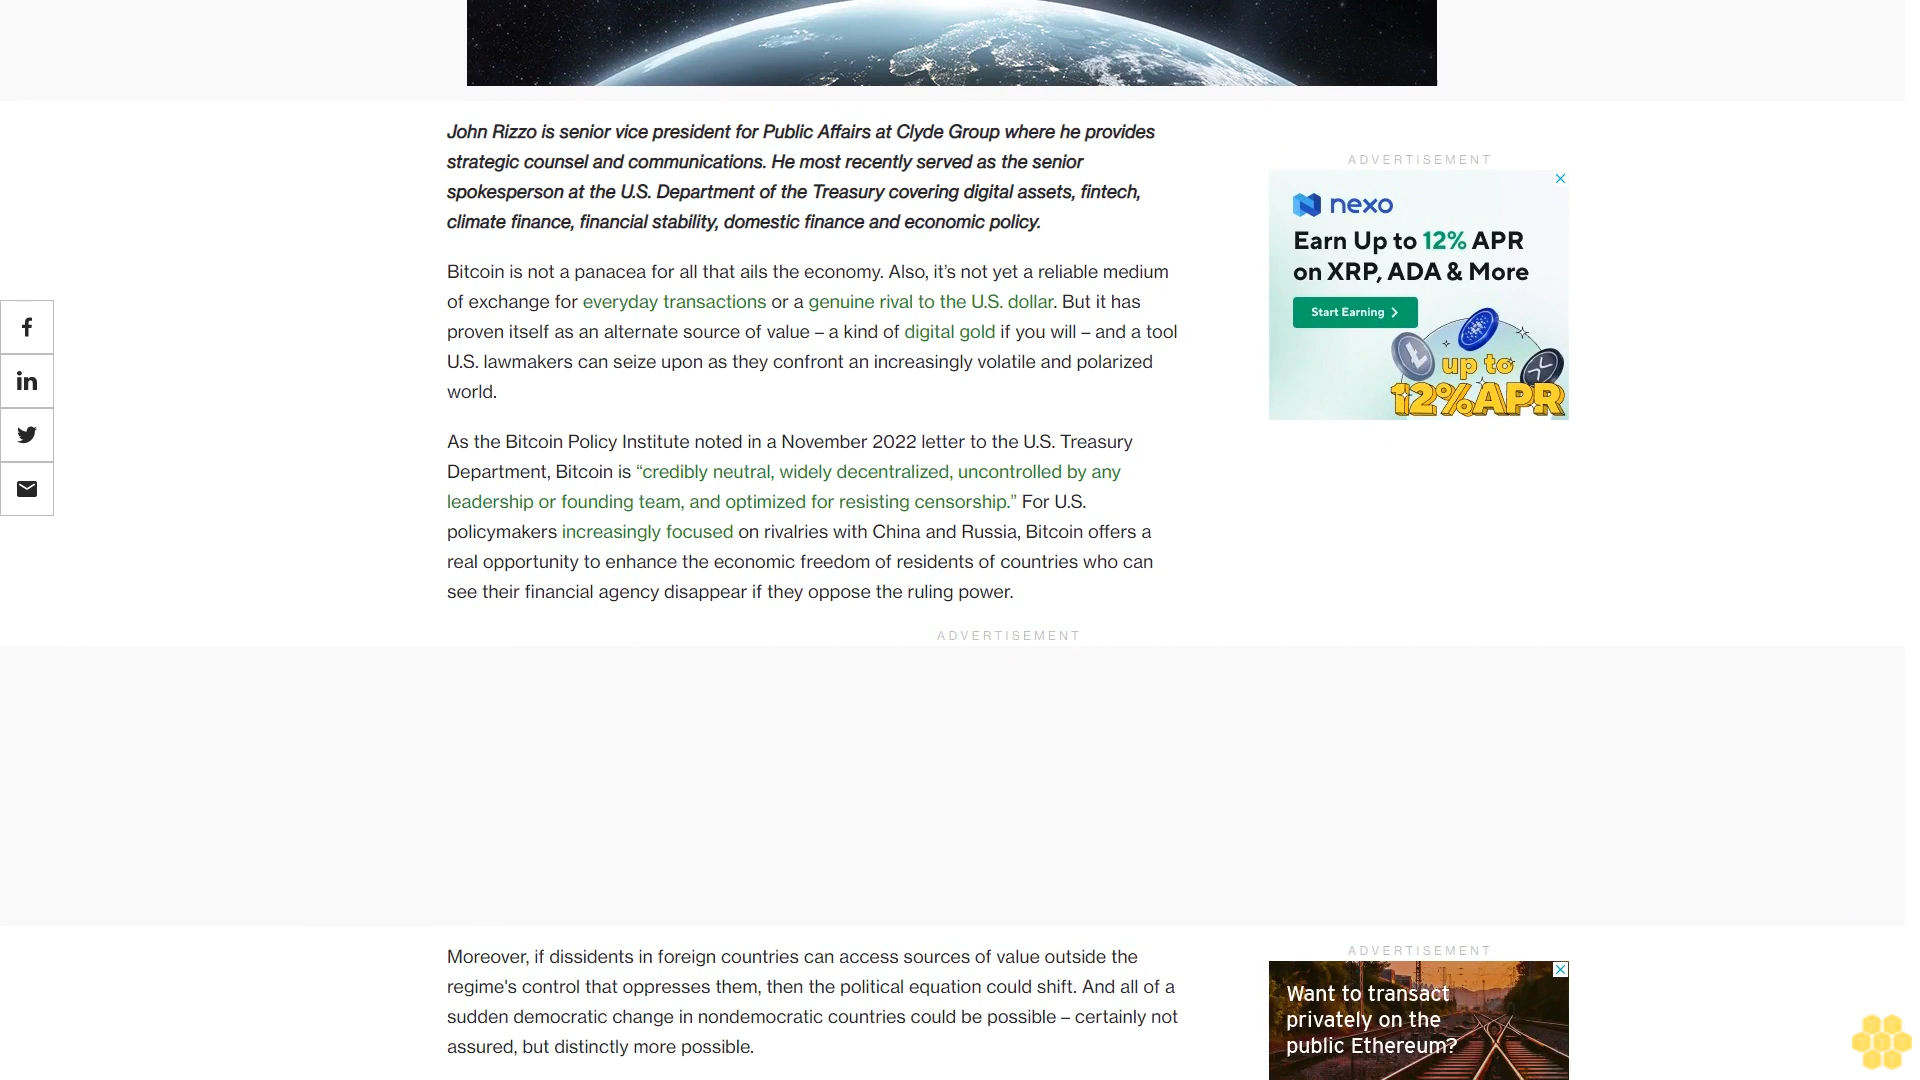 John Rizzo is senior vice president for Public Affairs at Clyde Group where he provides
strategic counsel and communications. He most recently served as the senior
spokesperson at the U.S. Department of the Treasury covering digital assets, fintech,
climate finance, financial stability, domestic finance and economic policy.
Bitcoin is not a panacea for all that ails the economy. Also, it’s not yet a reliable medium
of exchange for everyday transactions or a genuine rival to the U.S. dollar. But it has
proven itself as an alternate source of value – a kind of digital gold if you will – and a tool
U.S. lawmakers can seize upon as they confront an increasingly volatile and polarized
world.
As the Bitcoin Policy Institute noted in a November 2022 letter to the U.S. Treasury
Department, Bitcoin is “credibly neutral, widely decentralized, uncontrolled by any
leadership or founding team, and optimized for resisting censorship.” For U.S.
policymakers increasingly focused on rivalries with China and Russia, Bitcoin offers a
real opportunity to enhance the economic freedom of residents of countries who can
see their financial agency disappear if they oppose the ruling power.
ADVERTISEMENT
nexo
Earn Up to 12% APR
on XRP, ADA & More
Start Earning
up to
12% APR
ADVERTISEMENT
Moreover, if dissidents in foreign countries can access sources of value outside the
regime's control that oppresses them, then the political equation could shift. And all of a
sudden democratic change in nondemocratic countries could be possible – certainly not
assured, but distinctly more possible.
ADVERTISEMENT
Want to transact
privately on the
public Ethereum?